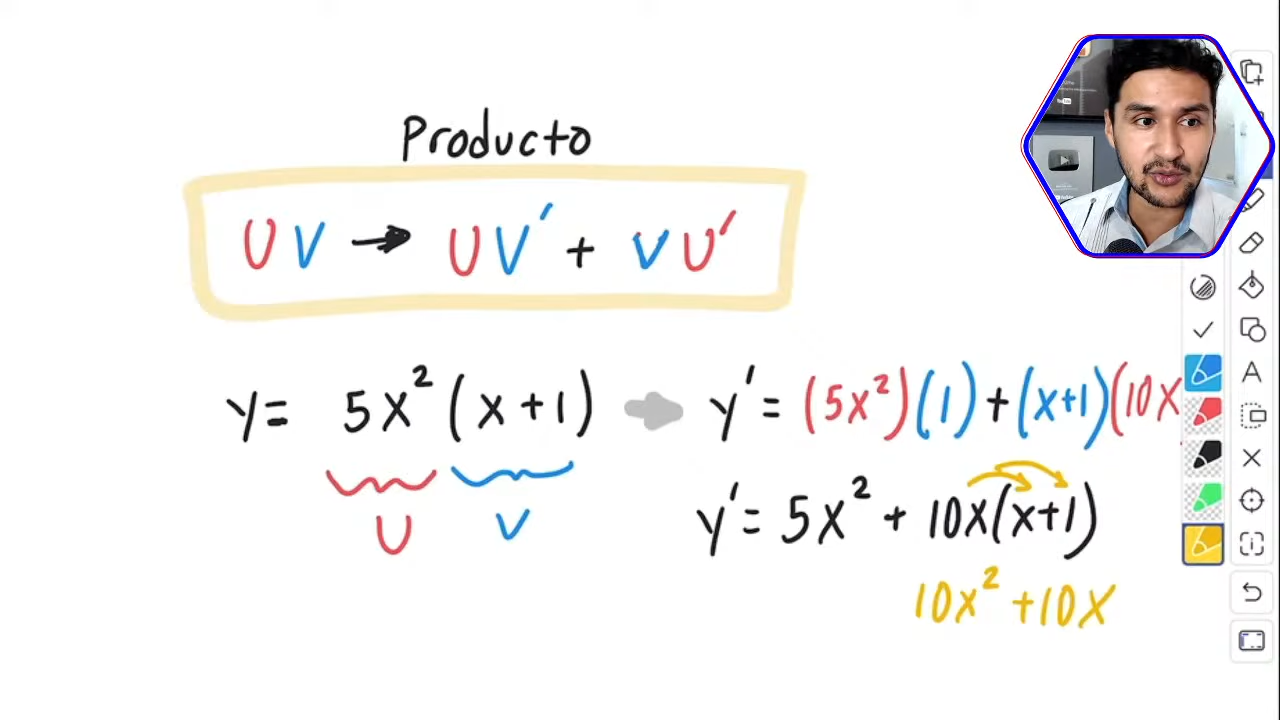 Producto
UV → UV' + VU'
y = 5x² (x+1) → y' = (5x²)(1) + (x+1)(10x
U V
y' = 5x² + 10x(x+1)
10x² + 10x